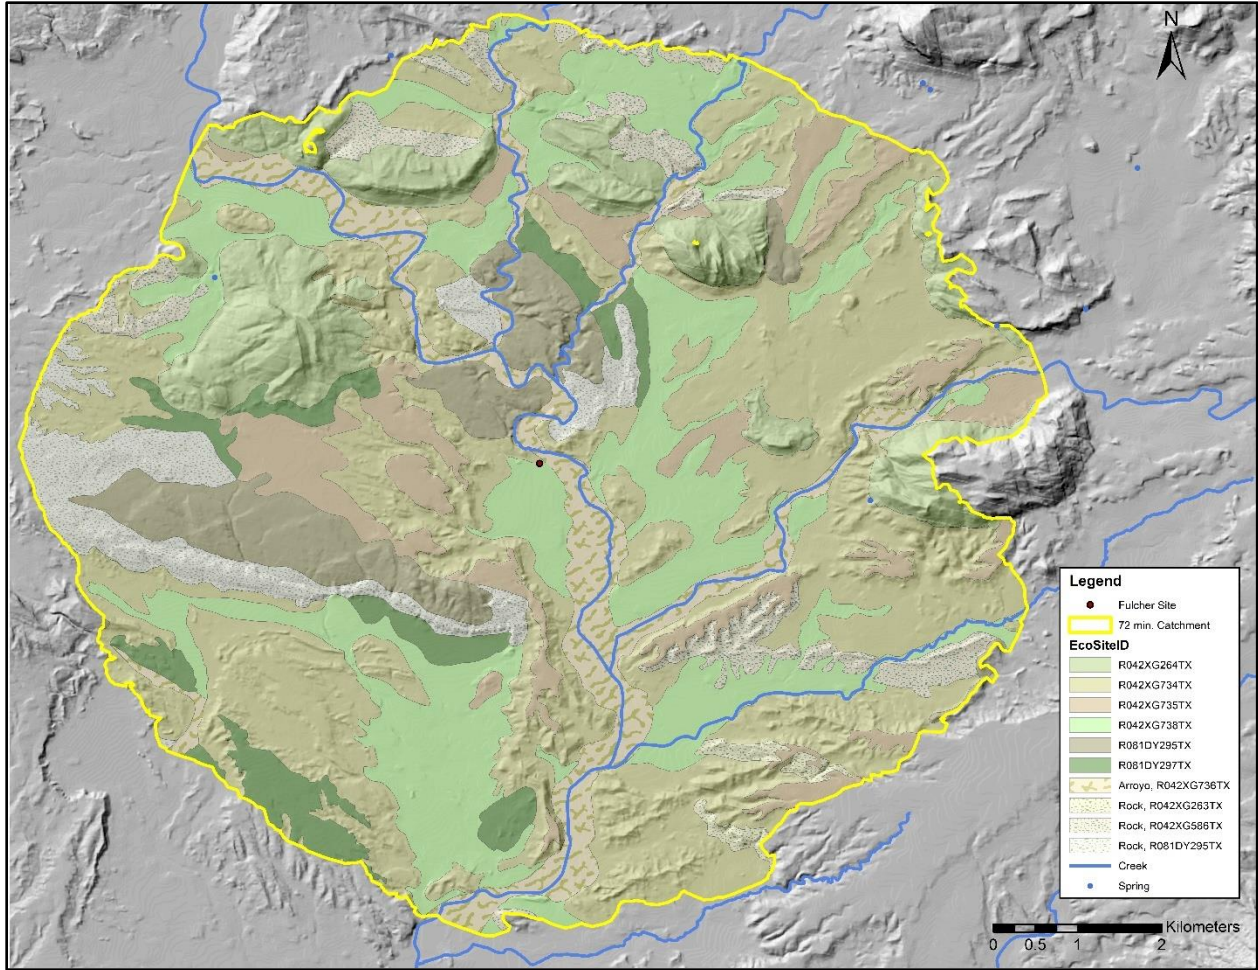 N
Legend
Fulcher Site
72 min. Catchment
EcoSiteID
R042XG264TX
R042XG734TX
R042XG735TX
R042XG738TX
R081DY295TX
R081DY297TX
Arroyo, R042XG736TX
Rock, R042XG263TX
Rock, R042XG586TX
Rock, R081DY295TX
Creek
Spring
Kilometers
0 0.5 1 2